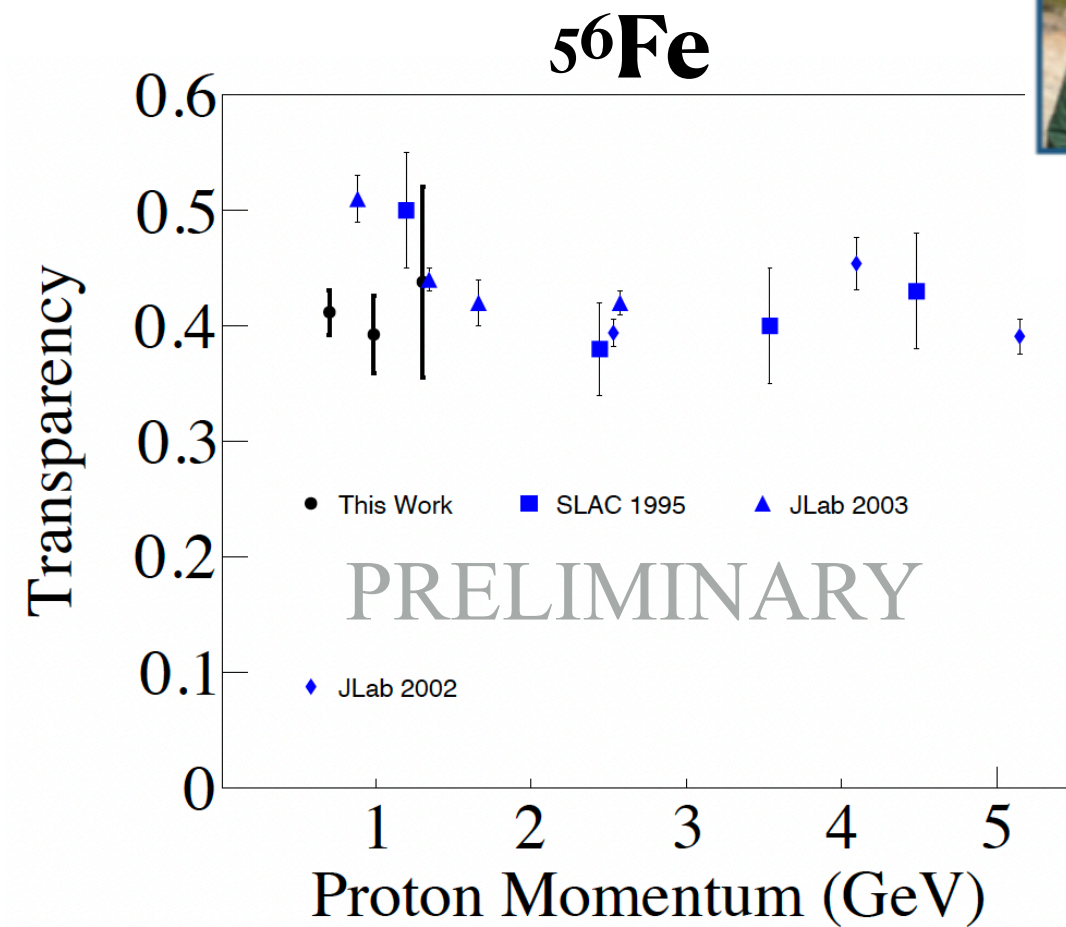 56Fe
0.6
0.5
0.4
0.3
0.2
0.1
0
Transparency
This Work SLAC 1995 JLab 2003
PRELIMINARY
JLab 2002
1 2 3 4 5
Proton Momentum (GeV)